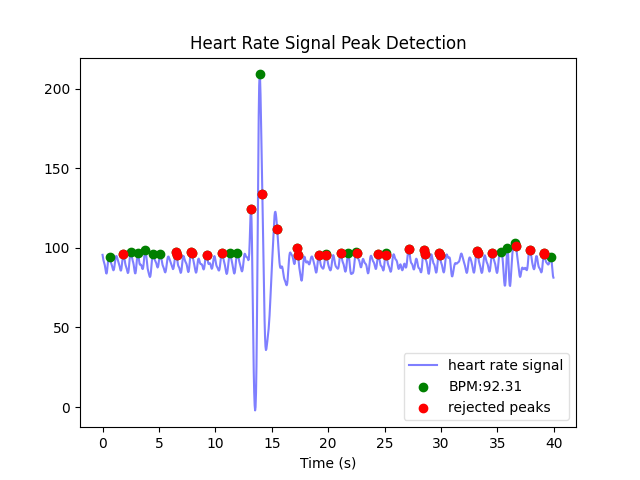 Heart Rate Signal Peak Detection
200
150
100
50
0
heart rate signal
BPM:92.31
rejected peaks
0 5 10 15 20 25 30 35 40
Time (s)